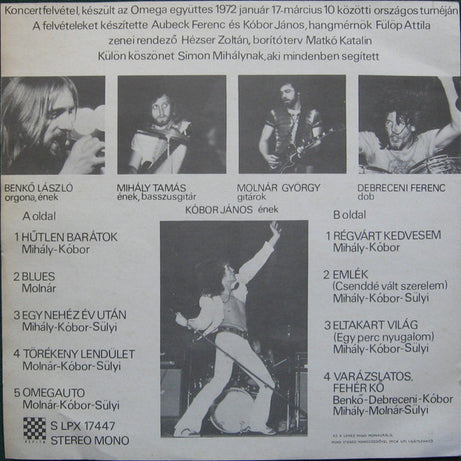 Koncertfelvétel, készült az Omega együttes 1972 január 17-március 10 közötti országos turnéján
A felvételeket készítette Aubeck Ferenc és Kóbor János, hangmérnök Fülöp Attila
zenei rendező Hézser Zoltán, borítóterv Matkó Katalin
Külön köszönet Simon Mihálynak, aki mindenben segített
BENKŐ LÁSZLÓ
orgona, ének
MIHÁLY TAMÁS
ének, basszusgitár
MOLNÁR GYÖRGY
gitárok
DEBRECENI FERENC
dob
KÓBOR JÁNOS ének
A oldal
1 HŰTLEN BARÁTOK
Mihály-Kóbor
2 BLUES
Molnár
3 EGY NEHÉZ ÉV UTÁN
Mihály-Kóbor-Sülyi
4 TÖRÉKENY LENDÜLET
Molnár-Kóbor-Sülyi
5 OMEGAUTO
Molnár-Kóbor-Sülyi
B oldal
1 RÉGVÁRT KEDVESEM
Mihály-Kóbor
2 EMLÉK
(Csenddé vált szerelem)
Mihály-Kóbor-Sülyi
3 ELTAKART VILÁG
(Egy perc nyugalom)
Mihály-Kóbor-Sülyi
4 VARÁZSLATOS,
FEHÉR KŐ
Benkő-Debreceni-Kóbor
Mihály-Molnár-Sülyi
PEPITA
S LPX 17447
STEREO MONO